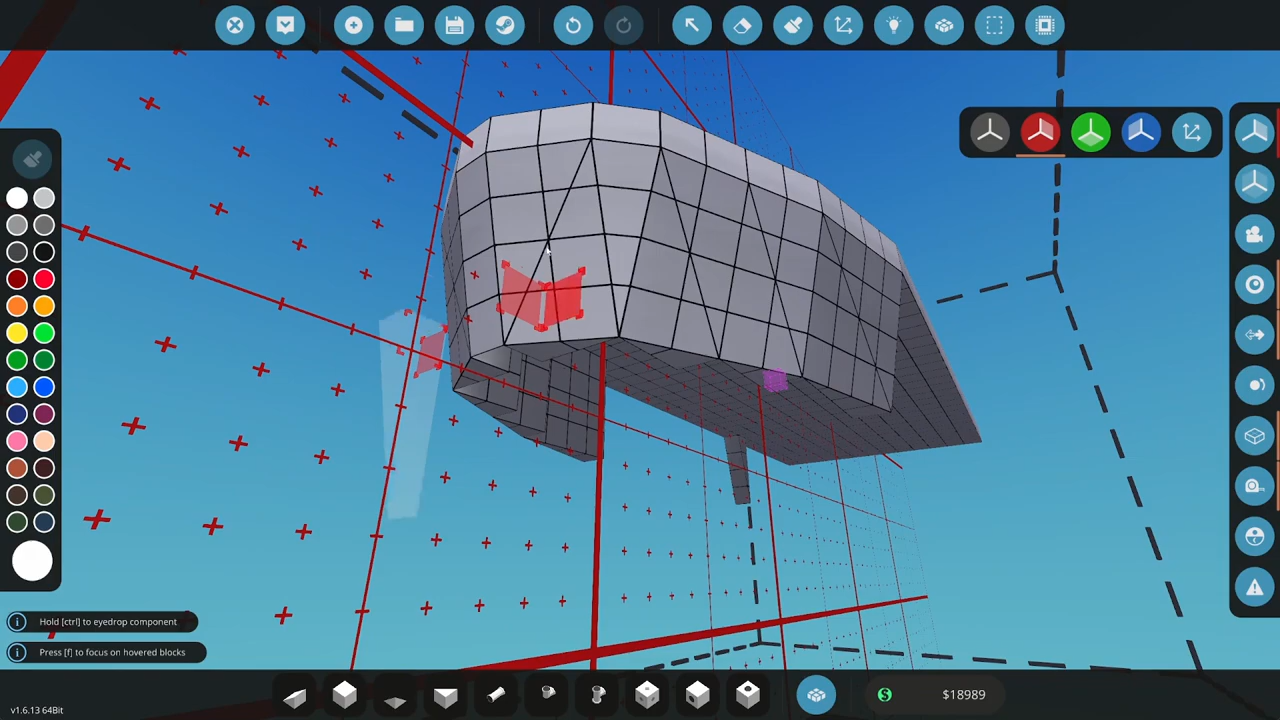 Hold [ctrl] to eyedrop component
Press [f] to focus on hovered blocks
v1.6.13 64Bit
$18989